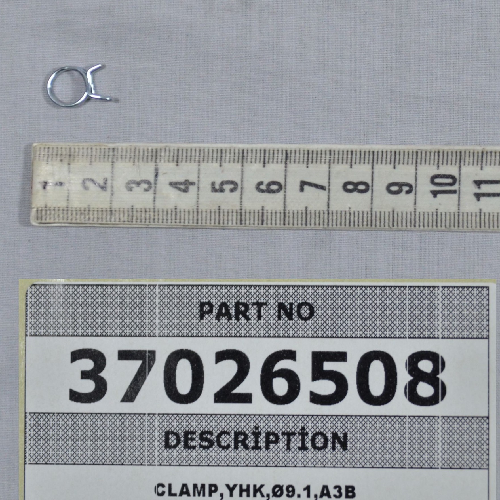 1 2 3 4 5 6 7 8 9 10 11
PART NO
37026508
DESCRİPTİON
CLAMP,YHK,Ø9.1,A3B